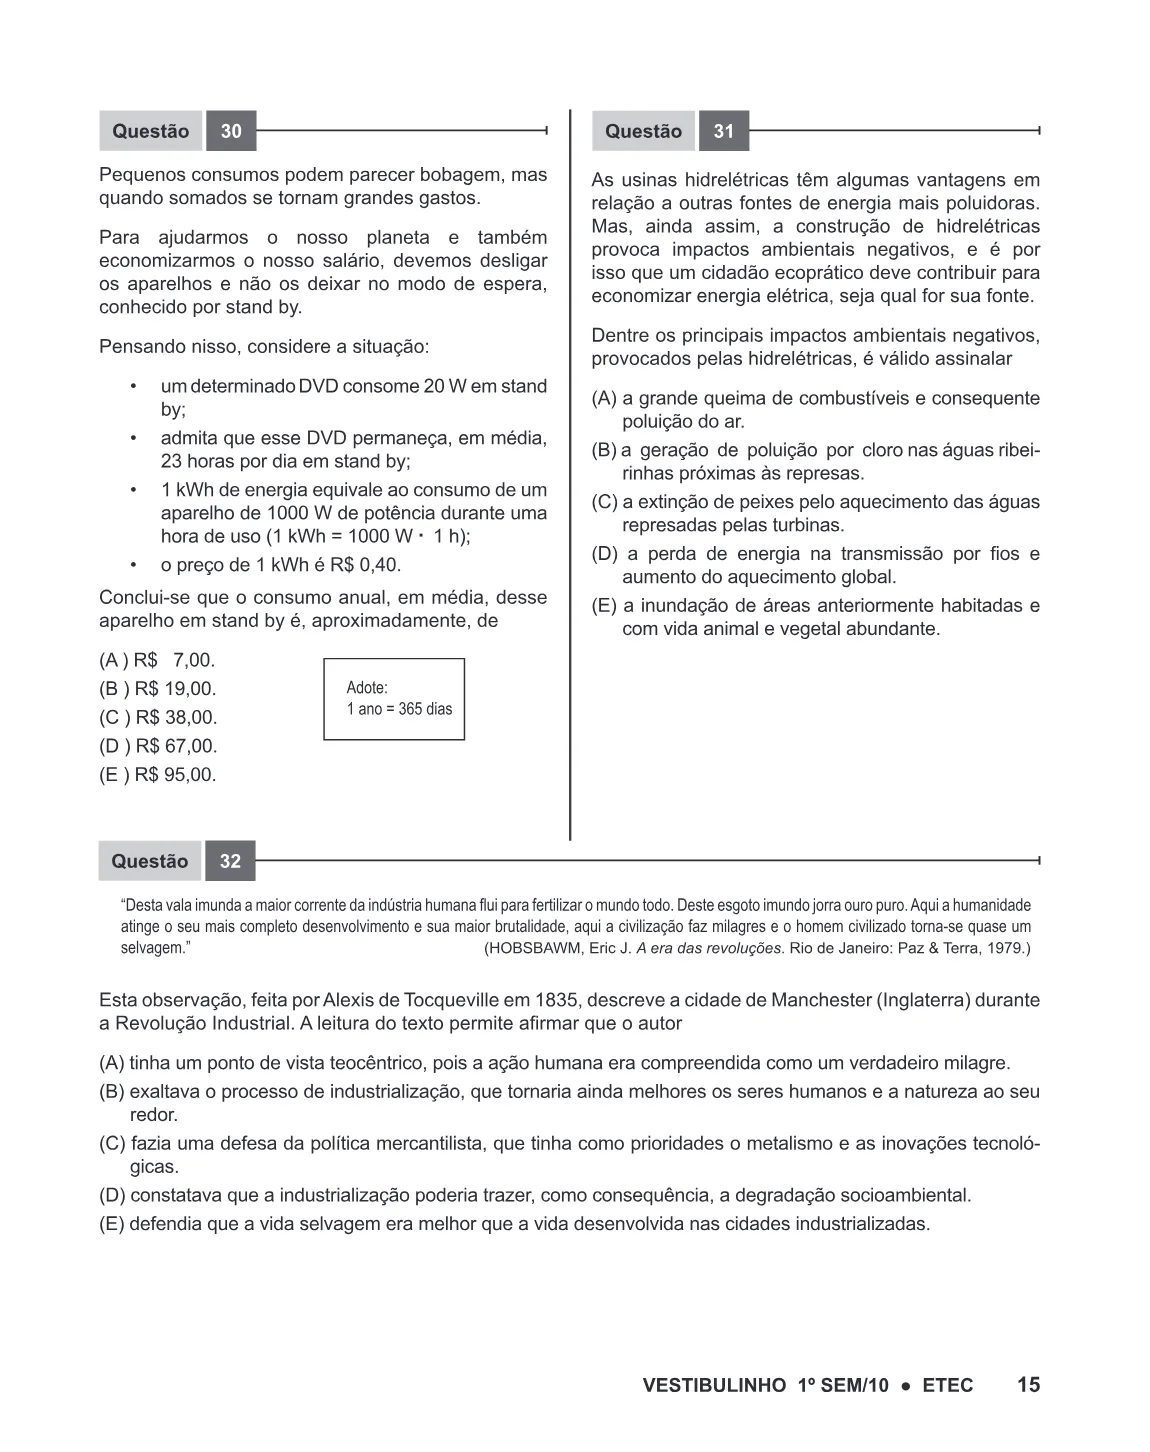 Questão 30
Pequenos consumos podem parecer bobagem, mas
quando somados se tornam grandes gastos.
Para ajudarmos o nosso planeta e também
economizarmos o nosso salário, devemos desligar
os aparelhos e não os deixar no modo de espera,
conhecido por stand by.
Pensando nisso, considere a situação:
• um determinado DVD consome 20 W em stand
by;
• admita que esse DVD permaneça, em média,
23 horas por dia em stand by;
• 1 kWh de energia equivale ao consumo de um
aparelho de 1000 W de potência durante uma
hora de uso (1 kWh = 1000 W · 1 h);
• o preço de 1 kWh é R$ 0,40.
Conclui-se que o consumo anual, em média, desse
aparelho em stand by é, aproximadamente, de
(A ) R$ 7,00.
(B ) R$ 19,00.
(C ) R$ 38,00.
(D ) R$ 67,00.
(E ) R$ 95,00.
Adote:
1 ano = 365 dias
Questão 31
As usinas hidrelétricas têm algumas vantagens em
relação a outras fontes de energia mais poluidoras.
Mas, ainda assim, a construção de hidrelétricas
provoca impactos ambientais negativos, e é por
isso que um cidadão ecoprático deve contribuir para
economizar energia elétrica, seja qual for sua fonte.
Dentre os principais impactos ambientais negativos,
provocados pelas hidrelétricas, é válido assinalar
(A) a grande queima de combustíveis e consequente
poluição do ar.
(B) a geração de poluição por cloro nas águas ribei-
rinhas próximas às represas.
(C) a extinção de peixes pelo aquecimento das águas
represadas pelas turbinas.
(D) a perda de energia na transmissão por fios e
aumento do aquecimento global.
(E) a inundação de áreas anteriormente habitadas e
com vida animal e vegetal abundante.
Questão 32
“Desta vala imunda a maior corrente da indústria humana flui para fertilizar o mundo todo. Deste esgoto imundo jorra ouro puro. Aqui a humanidade
atinge o seu mais completo desenvolvimento e sua maior brutalidade, aqui a civilização faz milagres e o homem civilizado torna-se quase um
selvagem.” (HOBSBAWM, Eric J. A era das revoluções. Rio de Janeiro: Paz & Terra, 1979.)
Esta observação, feita por Alexis de Tocqueville em 1835, descreve a cidade de Manchester (Inglaterra) durante
a Revolução Industrial. A leitura do texto permite afirmar que o autor
(A) tinha um ponto de vista teocêntrico, pois a ação humana era compreendida como um verdadeiro milagre.
(B) exaltava o processo de industrialização, que tornaria ainda melhores os seres humanos e a natureza ao seu
redor.
(C) fazia uma defesa da política mercantilista, que tinha como prioridades o metalismo e as inovações tecnoló-
gicas.
(D) constatava que a industrialização poderia trazer, como consequência, a degradação socioambiental.
(E) defendia que a vida selvagem era melhor que a vida desenvolvida nas cidades industrializadas.
VESTIBULINHO 1º SEM/10 ● ETEC 15